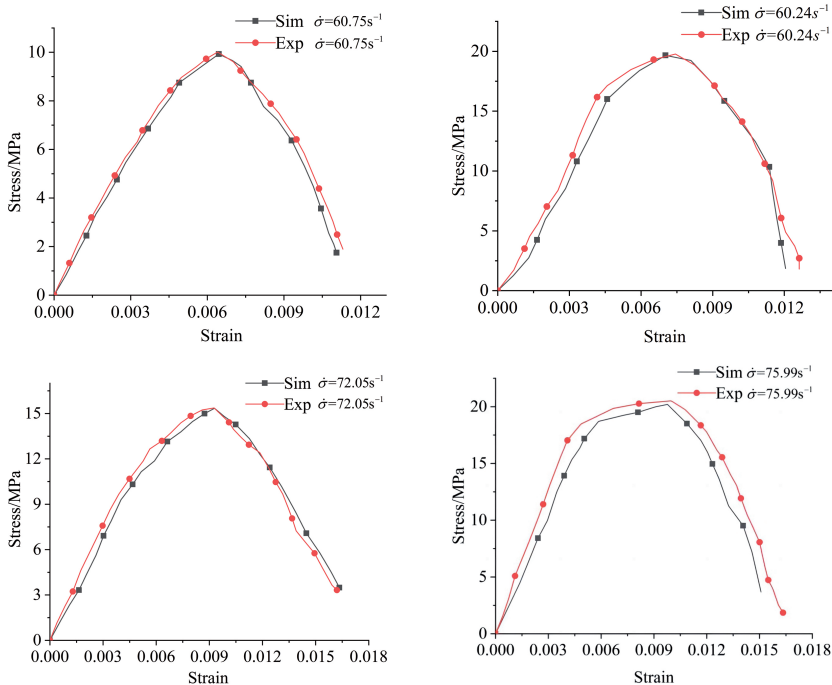 Sim σ̇=60.75s⁻¹
Exp σ̇=60.75s⁻¹
Stress/MPa
10
8
6
4
2
0
0.000 0.003 0.006 0.009 0.012
Strain
Sim σ̇=60.24s⁻¹
Exp σ̇=60.24s⁻¹
Stress/MPa
20
15
10
5
0
0.000 0.003 0.006 0.009 0.012
Strain
Sim σ̇=72.05s⁻¹
Exp σ̇=72.05s⁻¹
Stress/MPa
15
12
9
6
3
0
0.000 0.003 0.006 0.009 0.012 0.015 0.018
Strain
Sim σ̇=75.99s⁻¹
Exp σ̇=75.99s⁻¹
Stress/MPa
20
15
10
5
0
0.000 0.003 0.006 0.009 0.012 0.015 0.018
Strain